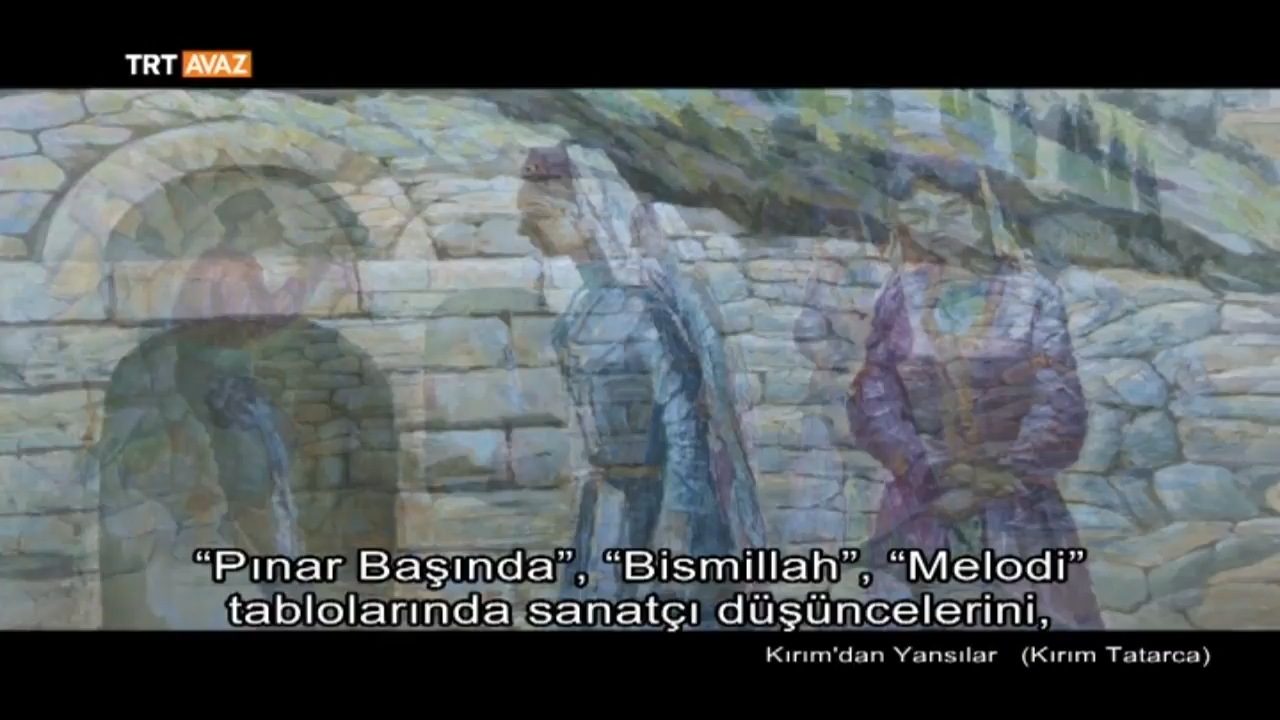 TRT AVAZ
“Pınar Başında”, “Bismillah”, “Melodi”
tablolarında sanatçı düşüncelerini,
Kırım'dan Yansılar (Kırım Tatarca)